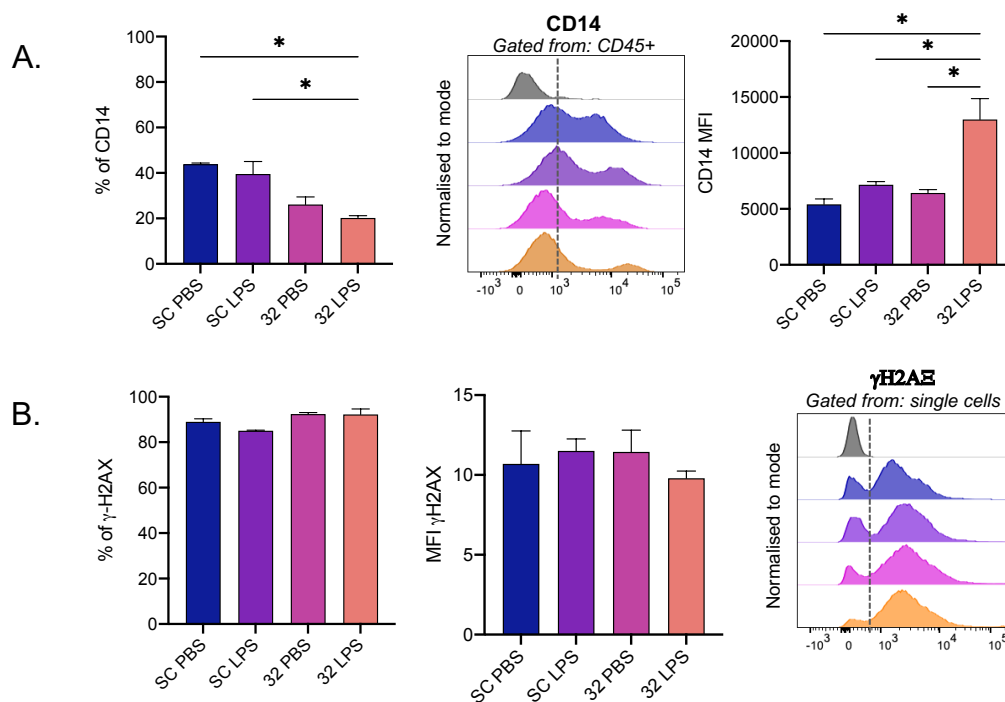 A.
% of CD14
100
80
60
40
20
0
*
*
SC PBS
SC LPS
32 PBS
32 LPS
CD14
Gated from: CD45+
Normalised to mode
-10³ 0 10³ 10⁴ 10⁵
CD14 MFI
20000
15000
10000
5000
0
*
*
*
SC PBS
SC LPS
32 PBS
32 LPS
B.
% of γ-H2AX
100
80
60
40
20
0
SC PBS
SC LPS
32 PBS
32 LPS
MFI γH2AX
15
10
5
0
SC PBS
SC LPS
32 PBS
32 LPS
γH2AΞ
Gated from: single cells
Normalised to mode
-10³ 0 10³ 10⁴ 10⁵